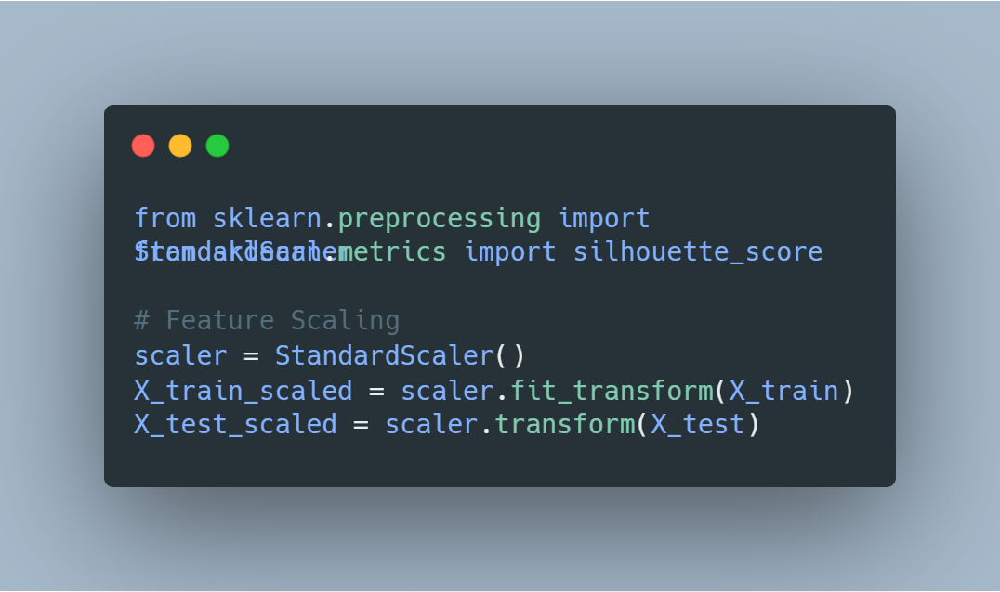 from sklearn.preprocessing import
StandardScaler
from sklearn.metrics import silhouette_score
# Feature Scaling
scaler = StandardScaler()
X_train_scaled = scaler.fit_transform(X_train)
X_test_scaled = scaler.transform(X_test)